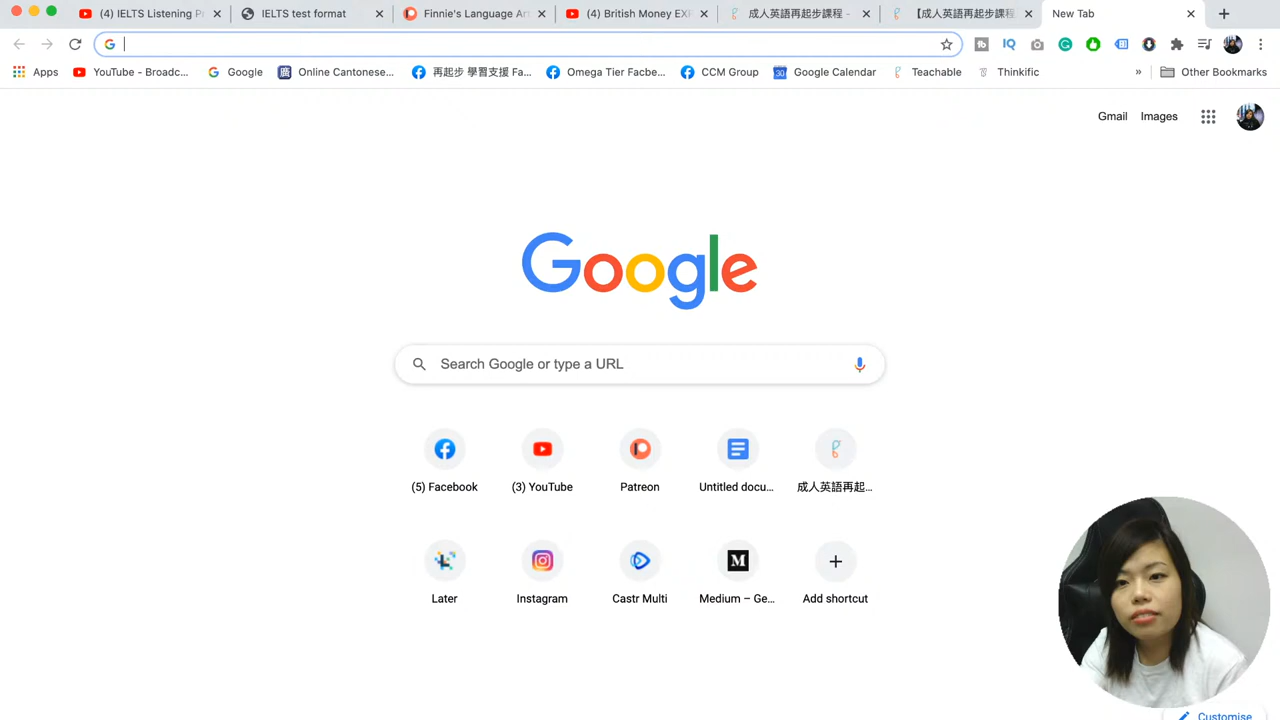 (4) IELTS Listening Pa
IELTS test format
Finnie's Language Art
(4) British Money EXP
成人英語再起步課程 -
【成人英語再起步課程
New Tab
Apps
YouTube - Broadc...
Google
Online Cantonese...
再起步 學習支援 Fa...
Omega Tier Facbe...
CCM Group
Google Calendar
Teachable
Thinkific
»
Other Bookmarks
Gmail
Images
Google
Search Google or type a URL
(5) Facebook
(3) YouTube
Patreon
Untitled docu...
成人英語再起...
Later
Instagram
Castr Multi
Medium – Ge...
Add shortcut
Customise